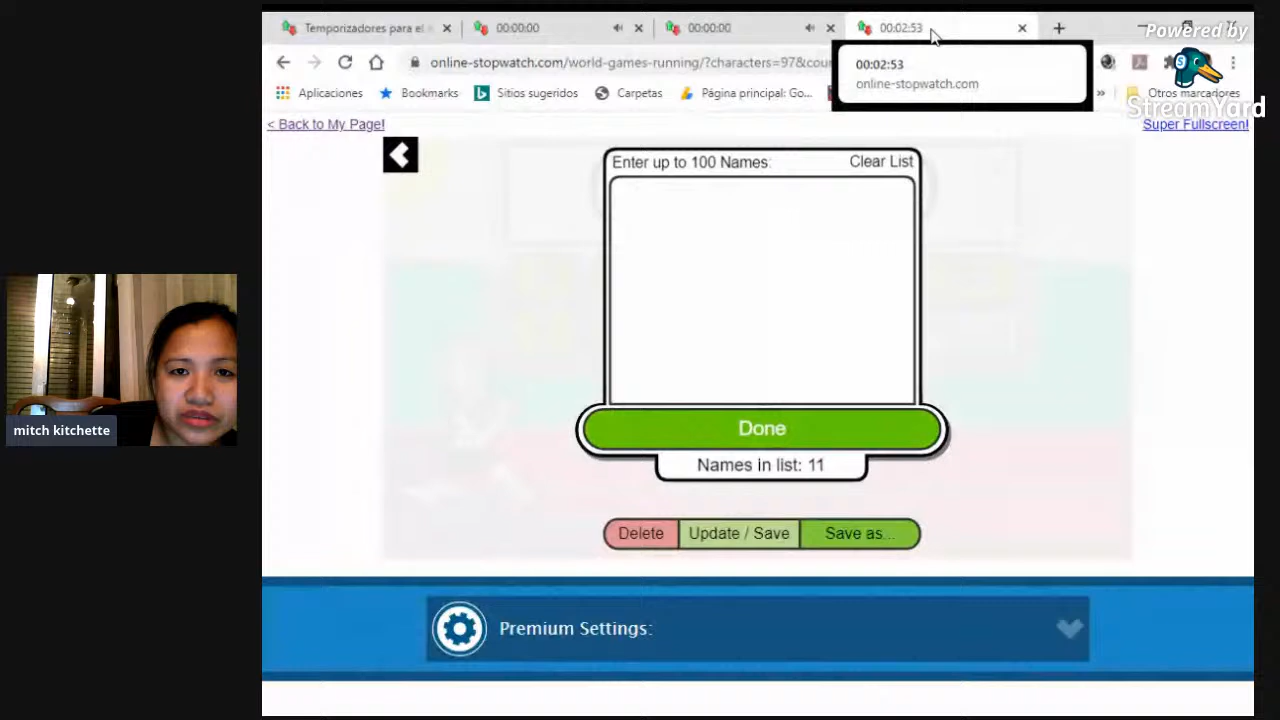 Temporizadores para el
00:00:00
00:00:00
00:02:53
Powered by
StreamYard
online-stopwatch.com/world-games-running/?characters=97&cour
00:02:53
online-stopwatch.com
Aplicaciones
Bookmarks
Sitios sugeridos
Carpetas
Página principal: Go...
»
Otros marcadores
< Back to My Page!
Super Fullscreen!
Enter up to 100 Names:
Clear List
Done
Names in list: 11
Delete
Update / Save
Save as...
Premium Settings:
mitch kitchette